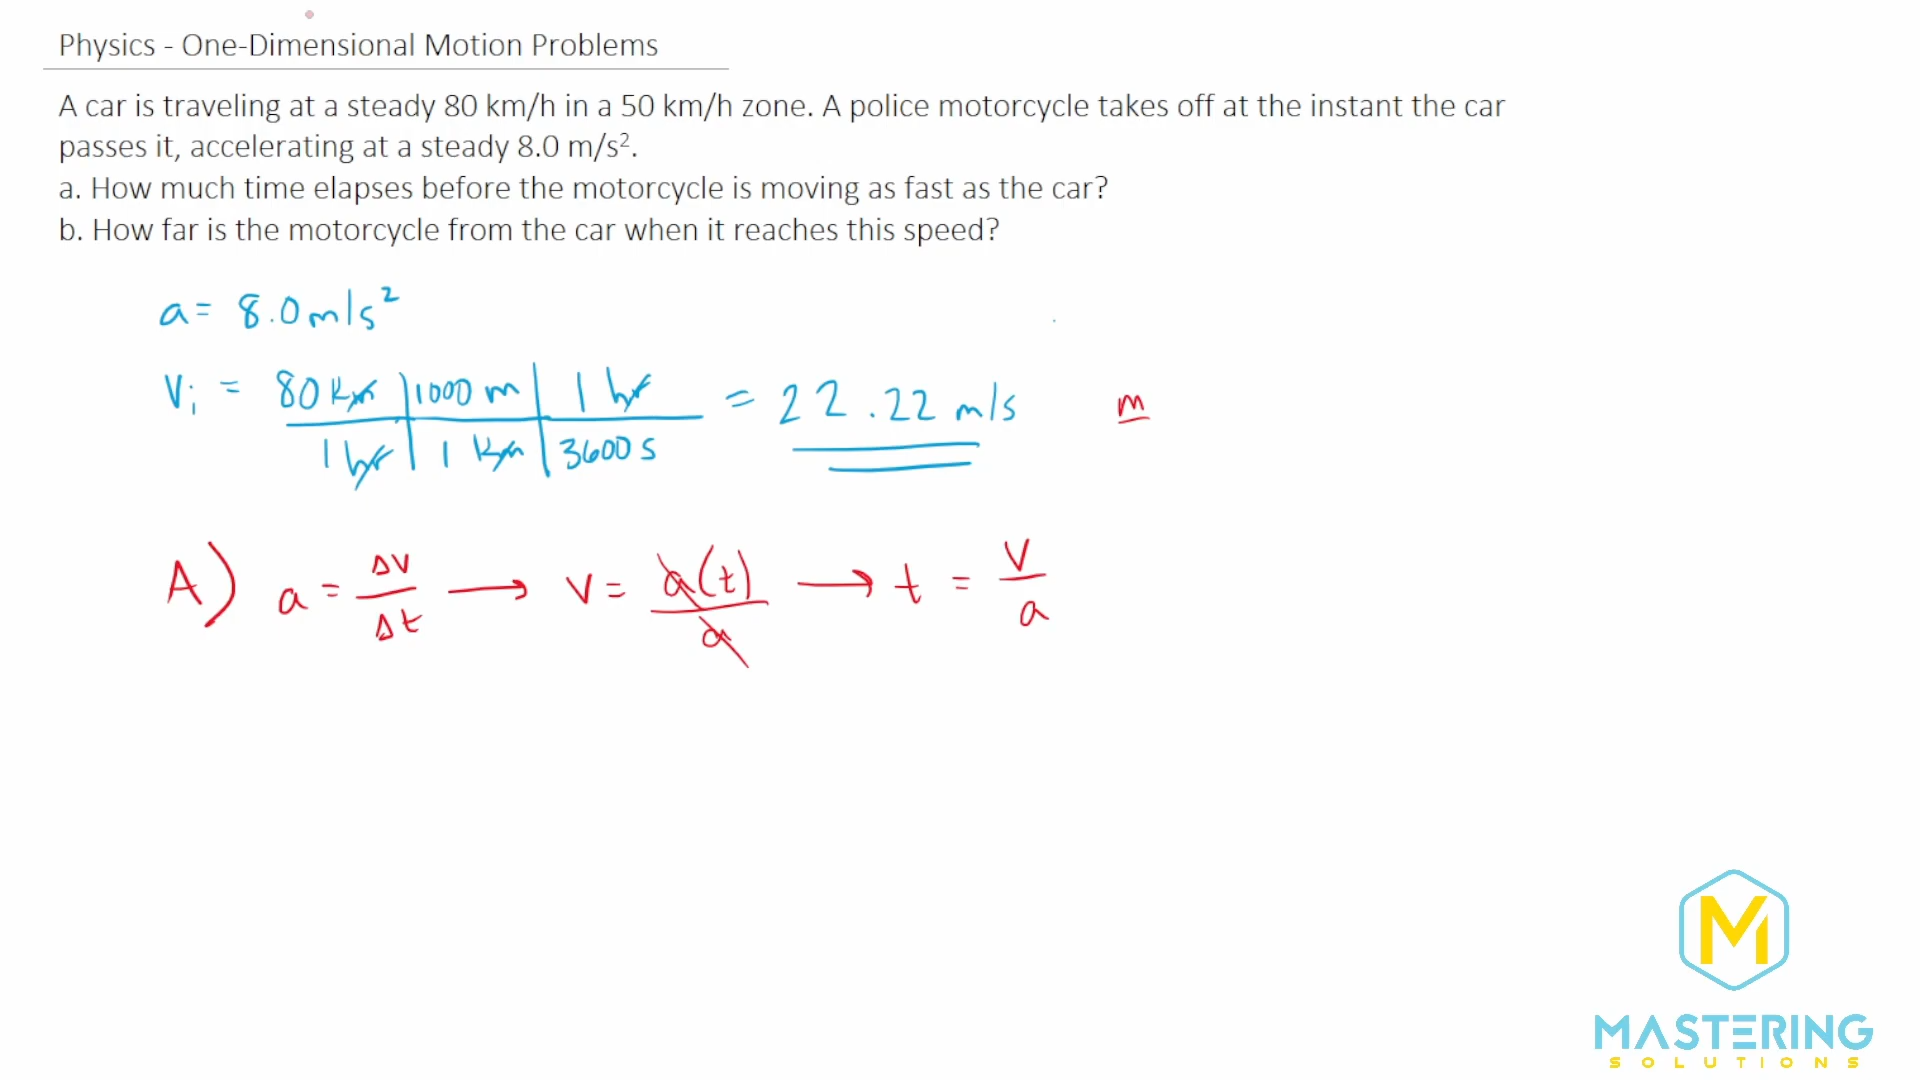 Physics - One-Dimensional Motion Problems
A car is traveling at a steady 80 km/h in a 50 km/h zone. A police motorcycle takes off at the instant the car
passes it, accelerating at a steady 8.0 m/s².
a. How much time elapses before the motorcycle is moving as fast as the car?
b. How far is the motorcycle from the car when it reaches this speed?
a = 8.0 m/s²
Vi = 80 km | 1000 m | 1 hr = 22.22 m/s m
1 hr | 1 km | 3600 s
A) a = ΔV/Δt → V = a(t)/a → t = V/a
M
MASTERING
SOLUTIONS